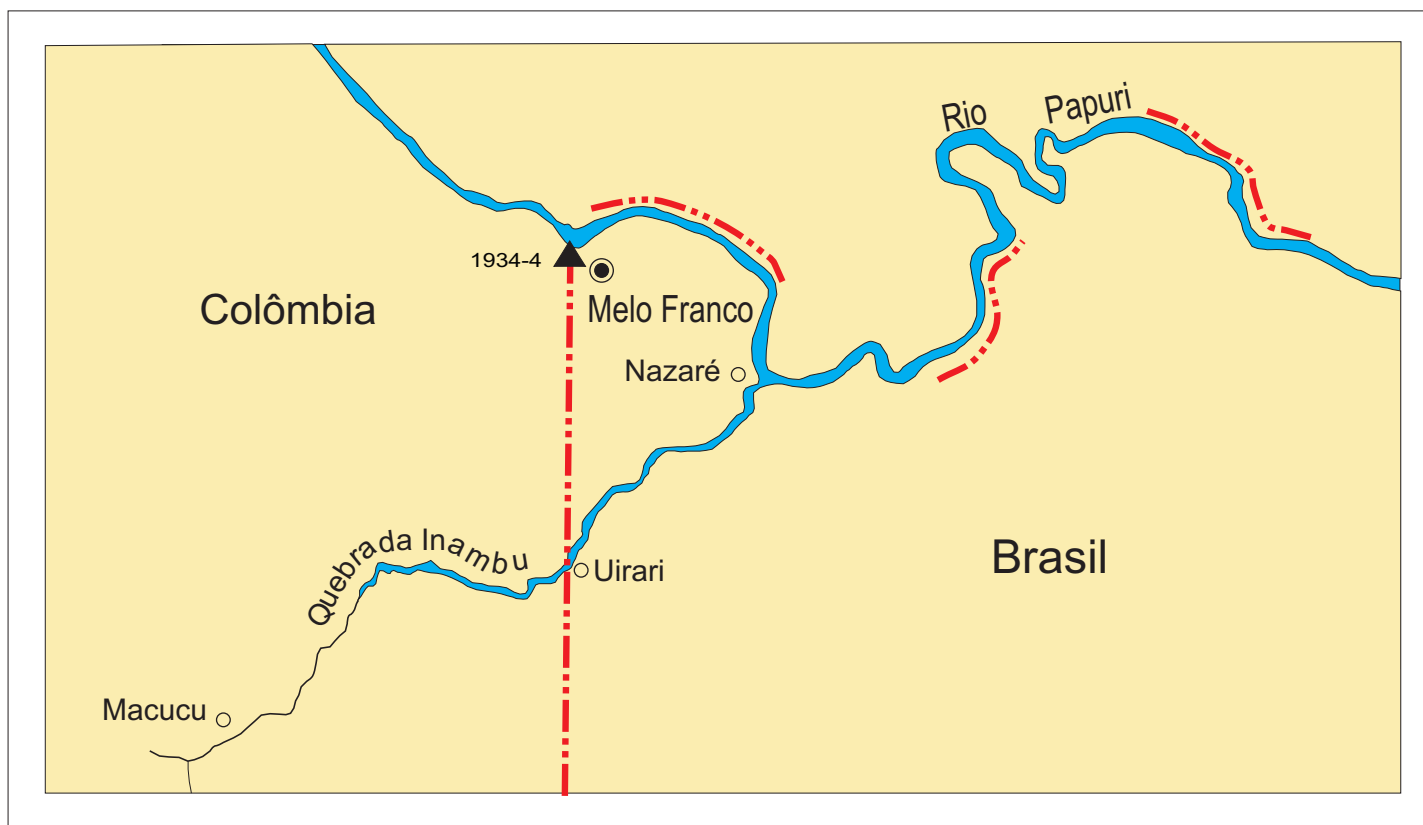 Rio
Papuri
1934-4
Colômbia
Melo Franco
Nazaré
Quebrada Inambu
Uirari
Brasil
Macucu